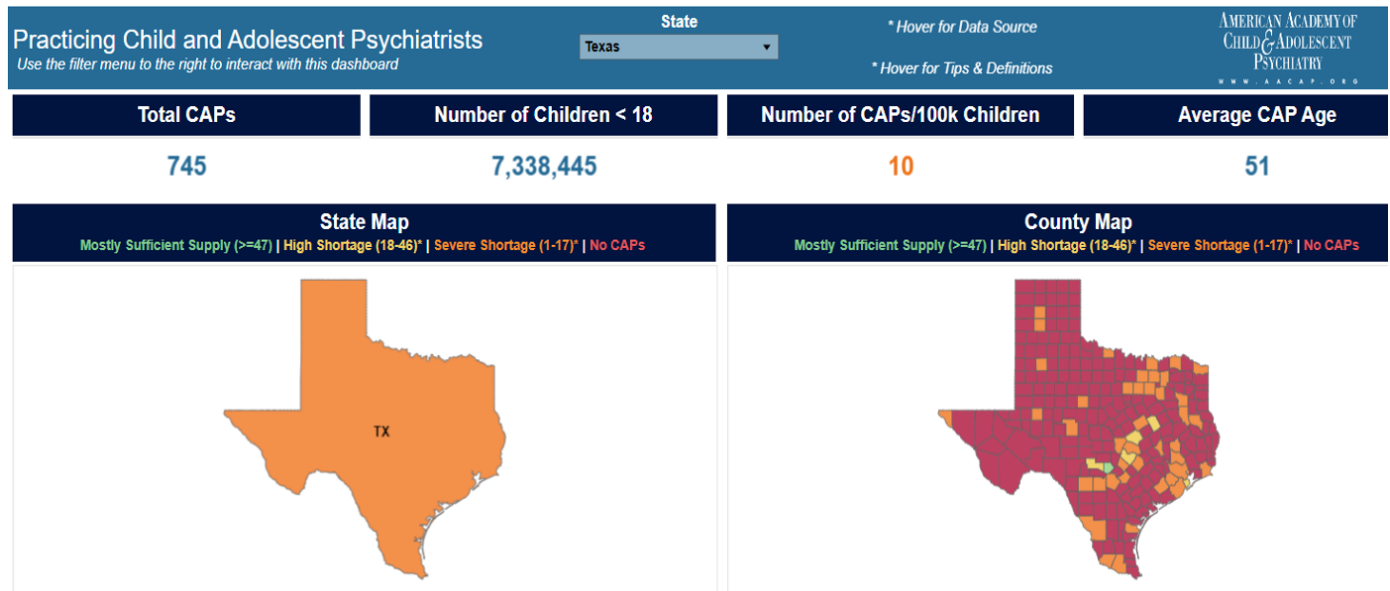 Practicing Child and Adolescent Psychiatrists
Use the filter menu to the right to interact with this dashboard
State
Texas
* Hover for Data Source
* Hover for Tips & Definitions
AMERICAN ACADEMY OF
CHILD & ADOLESCENT
PSYCHIATRY
WWW.AACAP.ORG
Total CAPs
Number of Children < 18
Number of CAPs/100k Children
Average CAP Age
745
7,338,445
10
51
State Map
Mostly Sufficient Supply (>=47) | High Shortage (18-46)* | Severe Shortage (1-17)* | No CAPs
County Map
Mostly Sufficient Supply (>=47) | High Shortage (18-46)* | Severe Shortage (1-17)* | No CAPs
TX